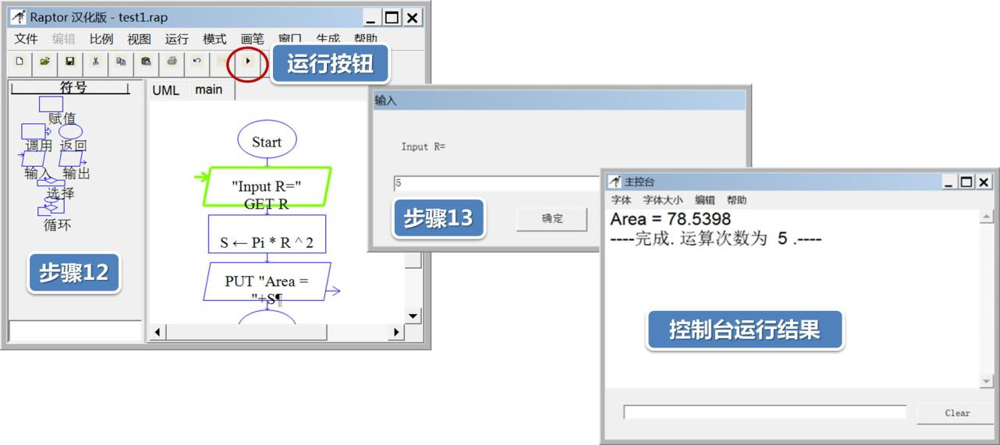 Raptor 汉化版 - test1.rap
文件 编辑 比例 视图 运行 模式 画笔 窗口 生成 帮助
运行按钮
符号
赋值
调用 返回
输入 输出
选择
循环
步骤12
UML main
Start
"Input R="
GET R
S ← Pi * R ^ 2
PUT "Area =
"+S¶
输入
Input R=
5
步骤13
确定
主控台
字体 字体大小 编辑 帮助
Area = 78.5398
----完成. 运算次数为 5 .----
控制台运行结果
Clear